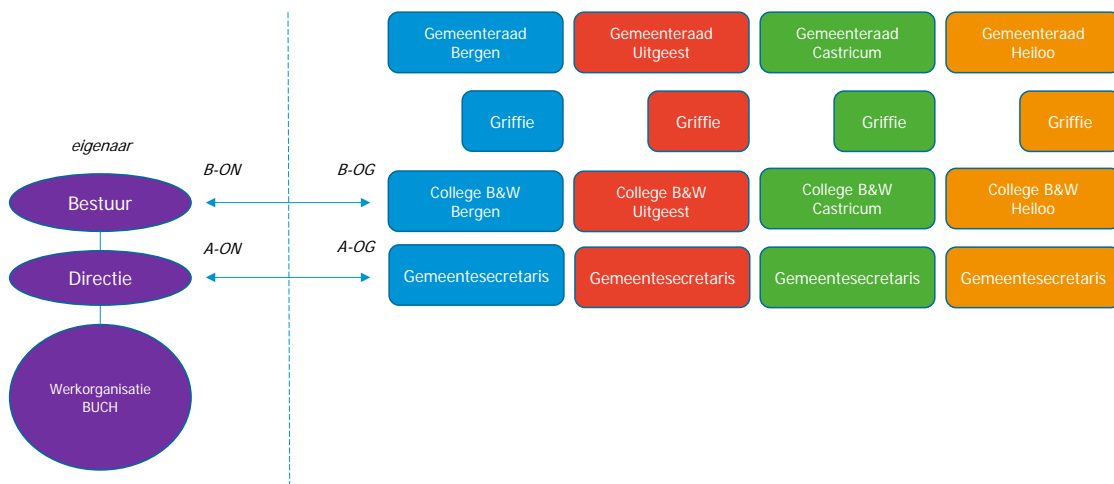 Gemeenteraad
Bergen
Gemeenteraad
Uitgeest
Gemeenteraad
Castricum
Gemeenteraad
Heiloo
Griffie
Griffie
Griffie
Griffie
eigenaar
B-ON
B-OG
Bestuur
College B&W
Bergen
College B&W
Uitgeest
College B&W
Castricum
College B&W
Heiloo
A-ON
A-OG
Directie
Gemeentesecretaris
Gemeentesecretaris
Gemeentesecretaris
Gemeentesecretaris
Werkorganisatie
BUCH